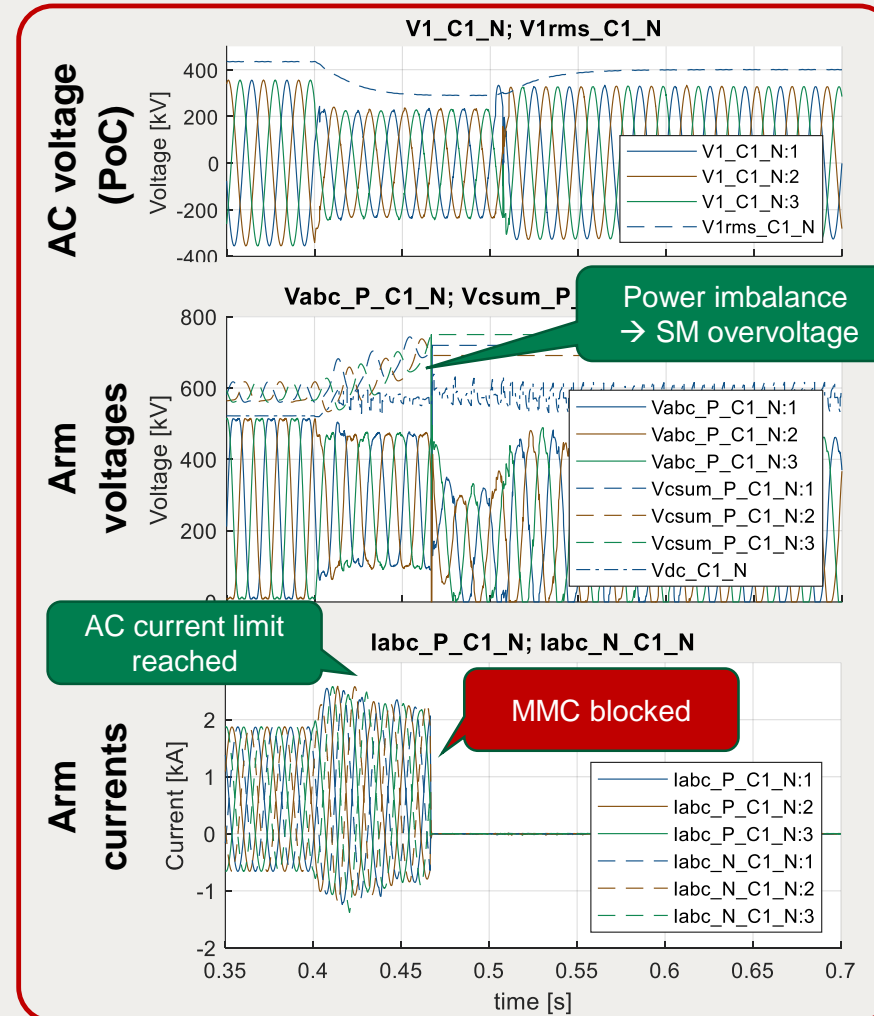 V1_C1_N; V1rms_C1_N
AC voltage
(PoC)
Voltage [kV]
400
200
0
-200
-400
V1_C1_N:1
V1_C1_N:2
V1_C1_N:3
V1rms_C1_N
Vabc_P_C1_N; Vcsum_P_
Power imbalance
→ SM overvoltage
Arm
voltages
Voltage [kV]
800
600
400
200
0
Vabc_P_C1_N:1
Vabc_P_C1_N:2
Vabc_P_C1_N:3
Vcsum_P_C1_N:1
Vcsum_P_C1_N:2
Vcsum_P_C1_N:3
Vdc_C1_N
AC current limit
reached
Iabc_P_C1_N; Iabc_N_C1_N
MMC blocked
Arm
currents
Current [kA]
2
1
0
-1
-2
Iabc_P_C1_N:1
Iabc_P_C1_N:2
Iabc_P_C1_N:3
Iabc_N_C1_N:1
Iabc_N_C1_N:2
Iabc_N_C1_N:3
0.35 0.4 0.45 0.5 0.55 0.6 0.65 0.7
time [s]